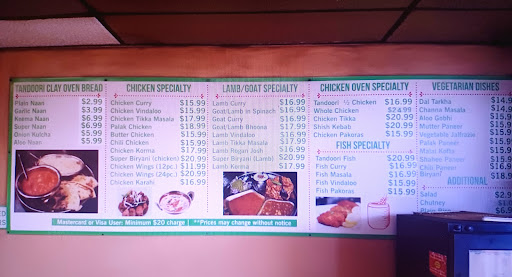 TANDOORI CLAY OVEN BREAD
Plain Naan $2.99
Garlic Naan $3.99
Keema Naan $7.99
Super Naan $6.99
Onion Kulcha $5.99
Aloo Naan $5.99
CHICKEN SPECIALTY
Chicken Curry $15.99
Chicken Vindaloo $15.99
Chicken Tikka Masala $17.99
Palak Chicken $18.99
Butter Chicken $15.99
Chili Chicken $15.99
Chicken Korma $17.99
Super Biryani (chicken) $20.99
Chicken Wings (12pc.)
Chicken Wings (24pc.) $20.99
Chicken Karahi $16.99
LAMB/GOAT SPECIALTY
Lamb Curry $16.99
Goat/Lamb in Spinach $16.99
Goat Curry $16.99
Goat/Lamb Bhoona $17.99
Lamb Vindaloo $16.99
Lamb Tikka Masala $17.99
Lamb Rogan Josh $16.99
Super Biryani (Lamb) $20.99
Lamb Korma $17.99
CHICKEN OVEN SPECIALTY
Tandoori ½ Chicken $16.99
Whole Chicken $24.99
Chicken Tikka $20.99
Shish Kebab $20.99
Chicken Pakoras $15.99
FISH SPECIALTY
Tandoori Fish $20.99
Fish Curry $16.99
Fish Masala $16.99
Fish Vindaloo $15.99
Fish Pakoras $15.99
VEGETARIAN DISHES
Dal Tarkha
Channa Masala
Aloo Gobhi
Mutter Paneer
Vegetable Jalfraize
Palak Paneer
Malai Kofta
Shahee Paneer
Chili Paneer
Biryani
ADDITIONAL
Salad
Chutney
Plain Rice
Mastercard or Visa User: Minimum $20 charge
**Prices may change without notice